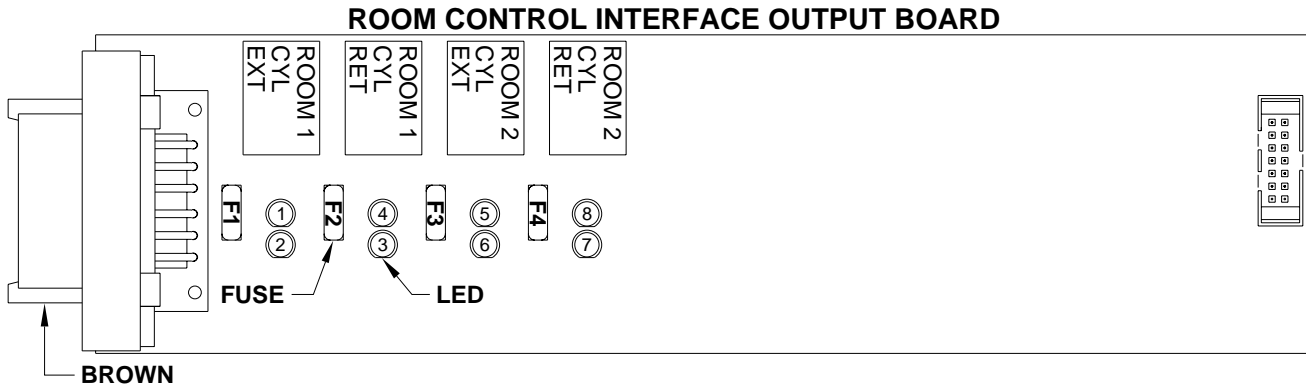 ROOM CONTROL INTERFACE OUTPUT BOARD
ROOM 1
CYL
EXT
ROOM 1
CYL
RET
ROOM 2
CYL
EXT
ROOM 2
CYL
RET
F1
1
2
F2
4
3
F3
5
6
F4
8
7
FUSE
LED
BROWN